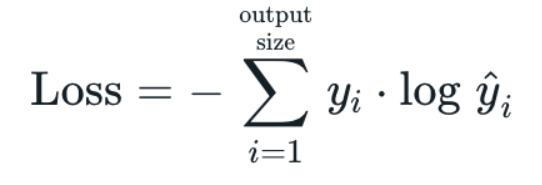 output
size
Loss = − ∑ yᵢ · log ŷᵢ
i=1